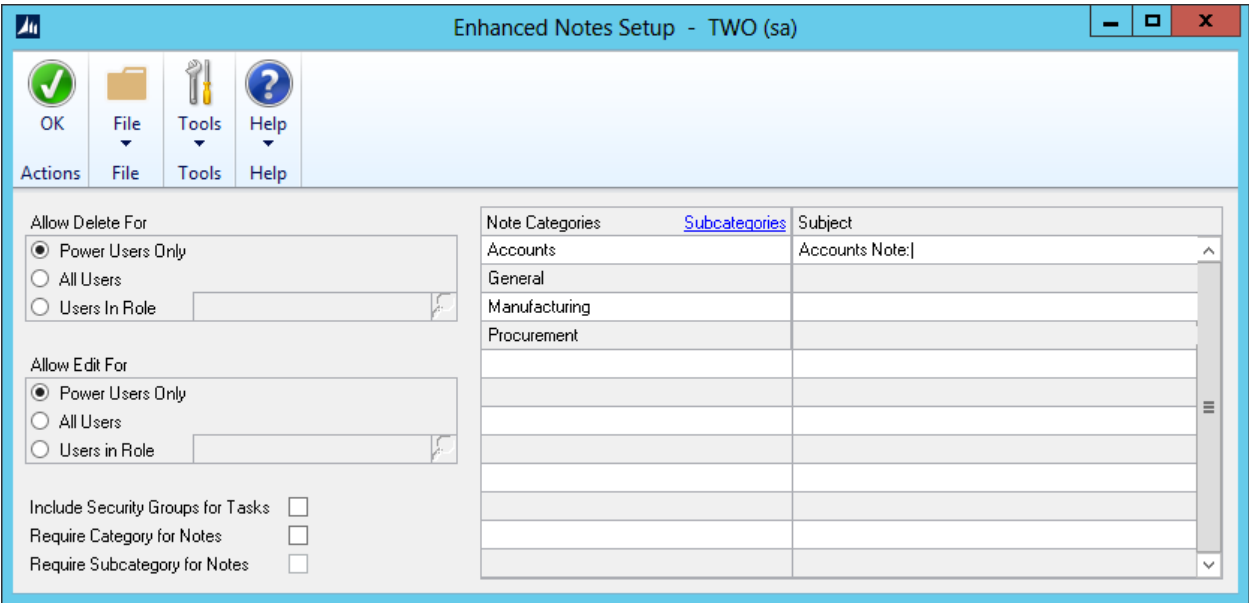 Enhanced Notes Setup - TWO (sa)
OK
File
Tools
Help
Actions
File
Tools
Help
Allow Delete For
Power Users Only
All Users
Users In Role
Allow Edit For
Power Users Only
All Users
Users in Role
Include Security Groups for Tasks
Require Category for Notes
Require Subcategory for Notes
Note Categories Subcategories Subject
Accounts Accounts Note:
General
Manufacturing
Procurement